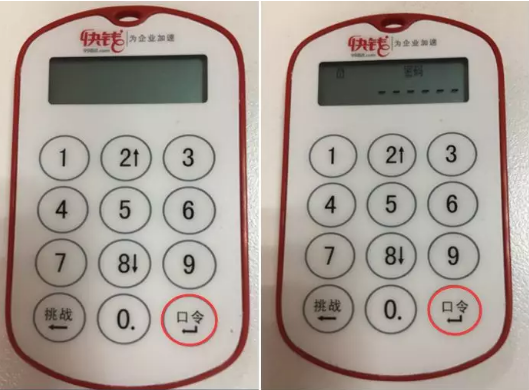 快钱 为企业加速
1 2↑ 3
4 5 6
7 8↓ 9
挑战 0. 口令
快钱 为企业加速
密码
------
1 2↑ 3
4 5 6
7 8↓ 9
挑战 0. 口令